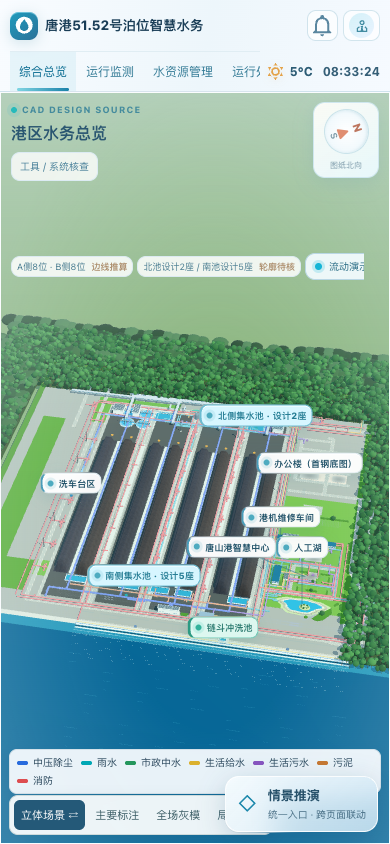 唐港51.52号泊位智慧水务
综合总览 运行监测 水资源管理 5°C 08:33:24
CAD DESIGN SOURCE
港区水务总览
工具 / 系统核查
N
S
图纸北向
A侧8位 · B侧8位 边线推算 北池设计2座 / 南池设计5座 轮廓待核 流动演示
北侧集水池 · 设计2座
办公楼（首钢底图）
洗车台区
港机维修车间
唐山港智慧中心 人工湖
南侧集水池 · 设计5座
链斗冲洗池
中压除尘 雨水 市政中水 生活给水 生活污水 污泥
消防
情景推演
统一入口 · 跨页面联动
立体场景 ⇄ 主要标注 全场灰模